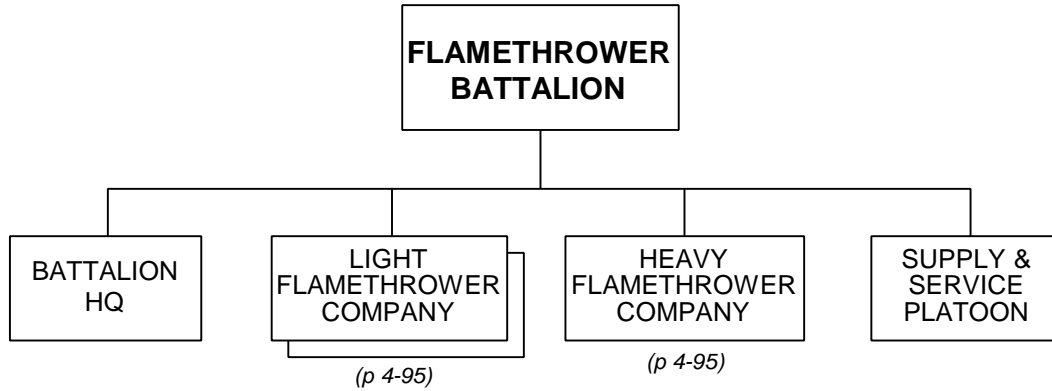 FLAMETHROWER
BATTALION
BATTALION
HQ
LIGHT
FLAMETHROWER
COMPANY
(p 4-95)
HEAVY
FLAMETHROWER
COMPANY
(p 4-95)
SUPPLY &
SERVICE
PLATOON